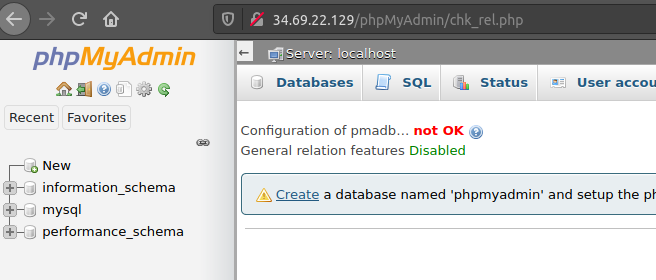 34.69.22.129/phpMyAdmin/chk_rel.php
phpMyAdmin
Recent Favorites
New
information_schema
mysql
performance_schema
Server: localhost
Databases SQL Status User accou
Configuration of pmadb… not OK
General relation features Disabled
Create a database named 'phpmyadmin' and setup the ph